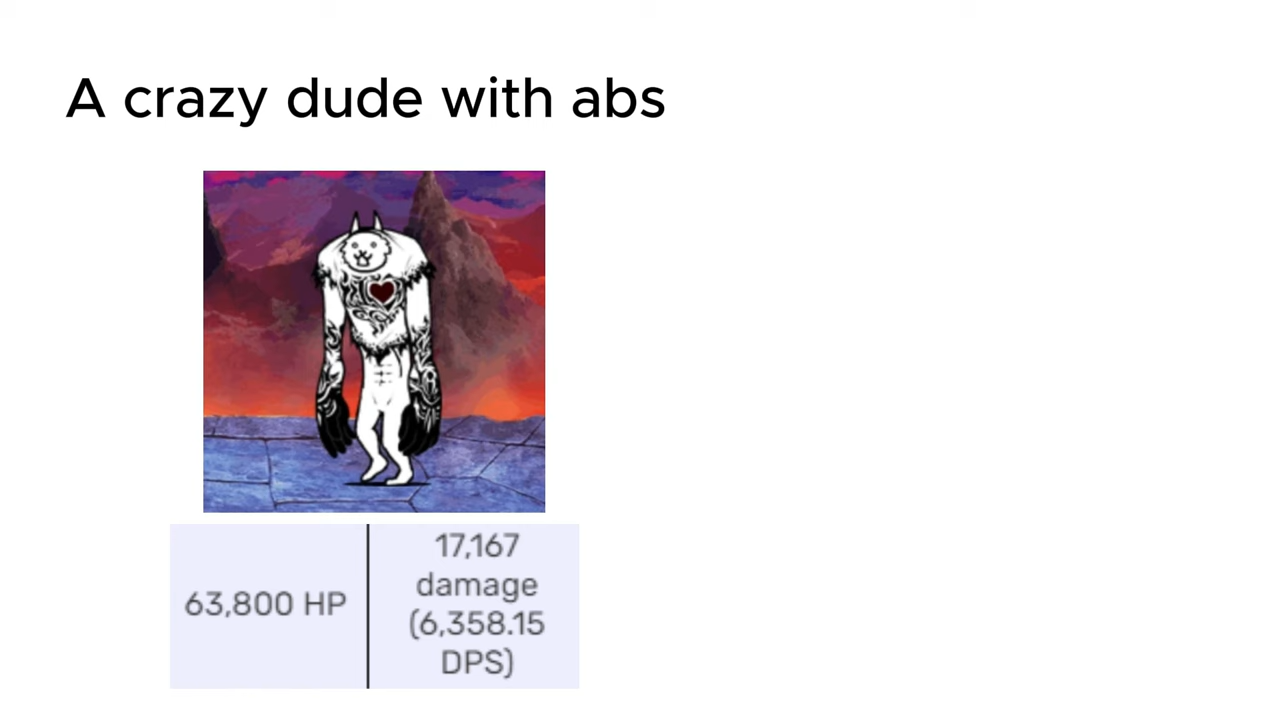 A crazy dude with abs
63,800 HP
17,167
damage
(6,358.15
DPS)